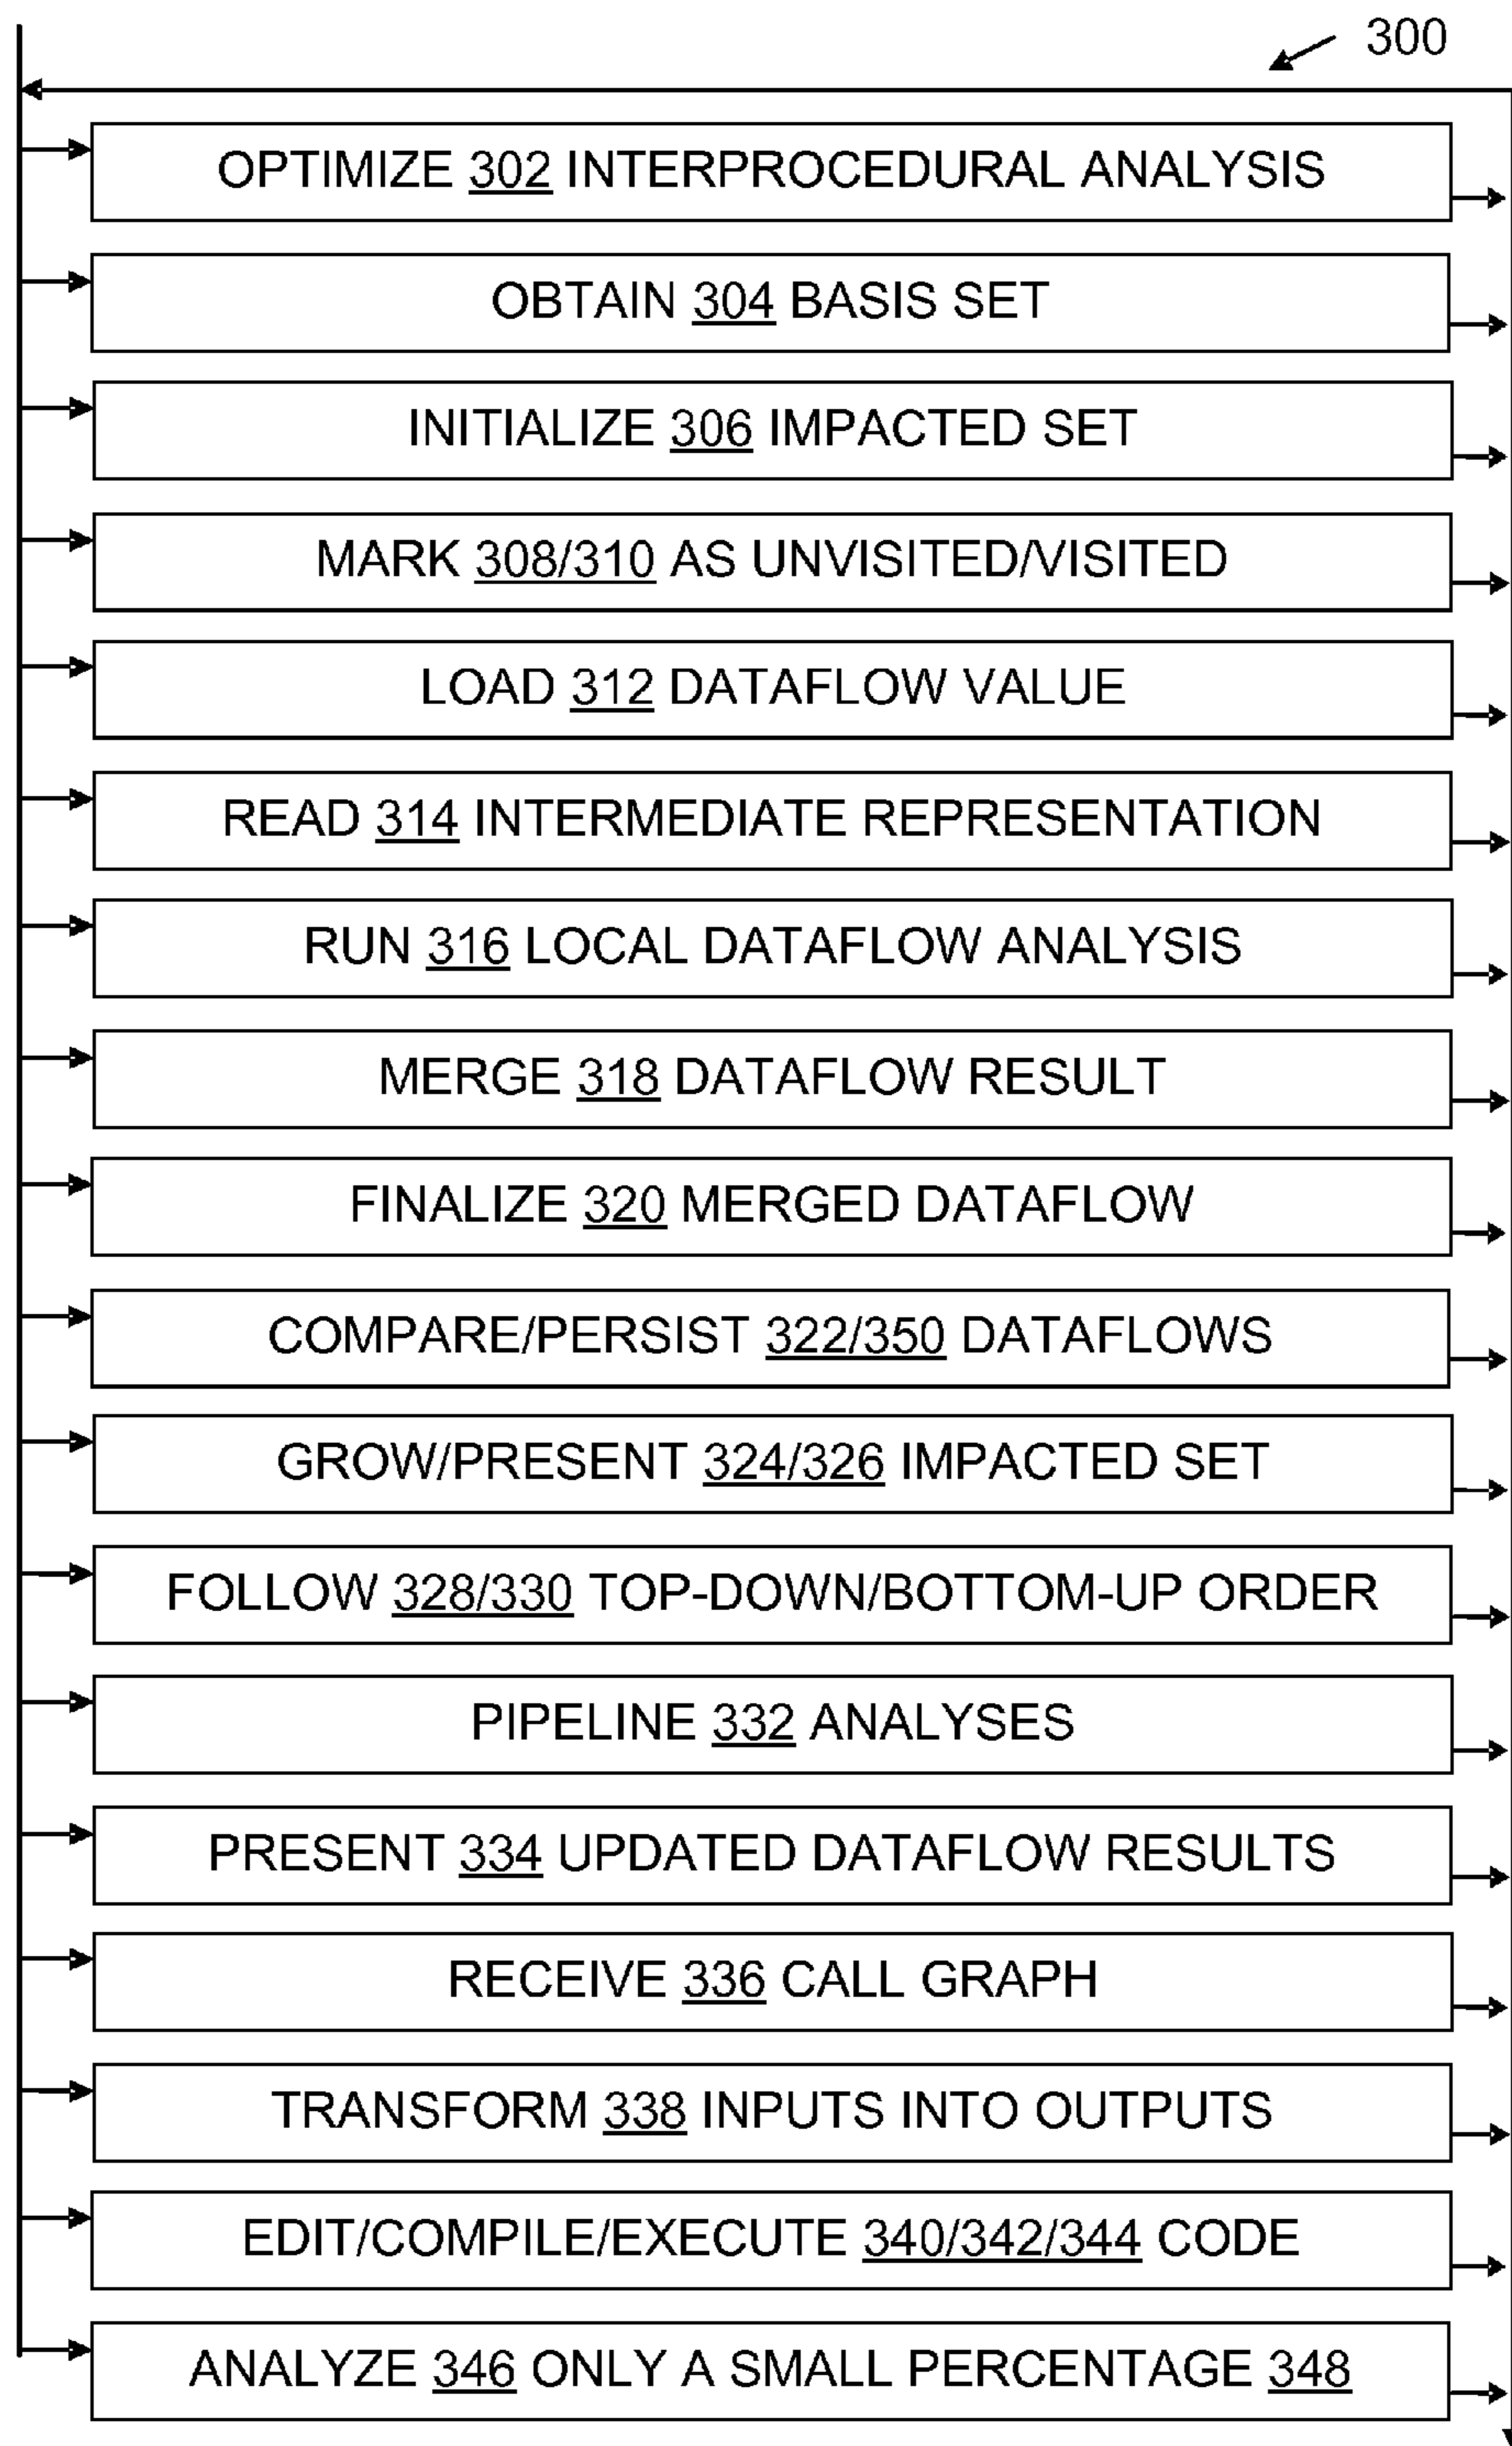 300
OPTIMIZE 302 INTERPROCEDURAL ANALYSIS
OBTAIN 304 BASIS SET
INITIALIZE 306 IMPACTED SET
MARK 308/310 AS UNVISITED/VISITED
LOAD 312 DATAFLOW VALUE
READ 314 INTERMEDIATE REPRESENTATION
RUN 316 LOCAL DATAFLOW ANALYSIS
MERGE 318 DATAFLOW RESULT
FINALIZE 320 MERGED DATAFLOW
COMPARE/PERSIST 322/350 DATAFLOWS
GROW/PRESENT 324/326 IMPACTED SET
FOLLOW 328/330 TOP-DOWN/BOTTOM-UP ORDER
PIPELINE 332 ANALYSES
PRESENT 334 UPDATED DATAFLOW RESULTS
RECEIVE 336 CALL GRAPH
TRANSFORM 338 INPUTS INTO OUTPUTS
EDIT/COMPILE/EXECUTE 340/342/344 CODE
ANALYZE 346 ONLY A SMALL PERCENTAGE 348